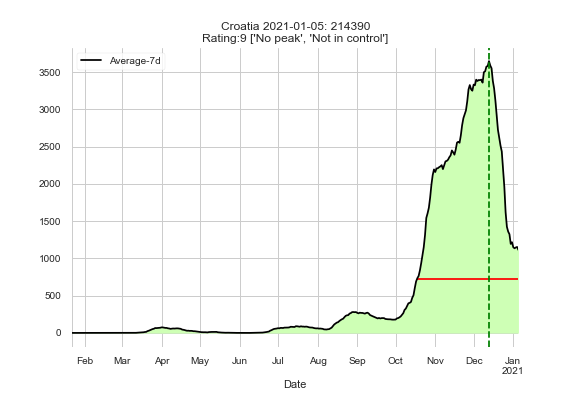 Croatia 2021-01-05: 214390
Rating:9 ['No peak', 'Not in control']
Average-7d
3500
3000
2500
2000
1500
1000
500
0
Feb Mar Apr May Jun Jul Aug Sep Oct Nov Dec Jan
2021
Date